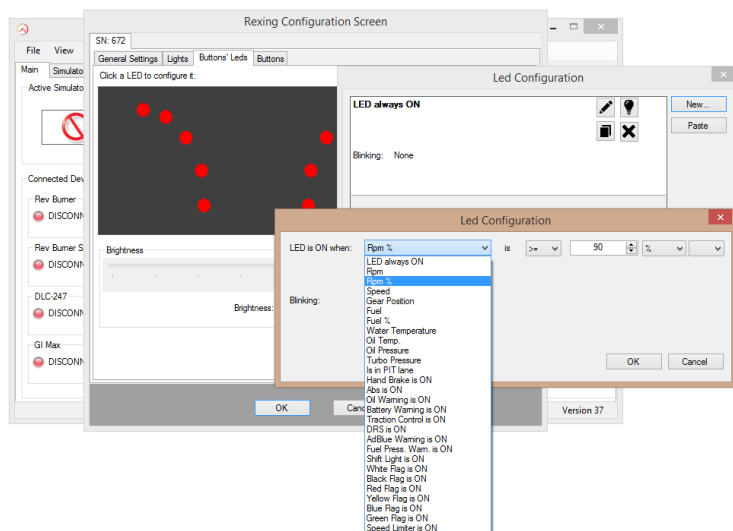 Rexing Configuration Screen
File View
Main Simulato
Active Simulato
Connected Dev
Rev Burner
DISCONN
Rev Burner S
DISCONN
DLC-247
DISCONN
GI Max
DISCONN
Version 37
SN: 672
General Settings Lights Buttons' Leds Buttons
Click a LED to configure it:
Brightness
Brightness:
OK Canc
Led Configuration
LED always ON
New...
Paste
Blinking: None
Led Configuration
LED is ON when: Rpm % is >= 90 %
Blinking:
OK Cancel
LED always ON
Rpm
Rpm %
Speed
Gear Position
Fuel
Fuel %
Water Temperature
Oil Temp.
Oil Pressure
Turbo Pressure
Is in PIT lane
Hand Brake is ON
Abs is ON
Oil Warning is ON
Battery Warning is ON
Traction Control is ON
DRS is ON
AdBlue Warning is ON
Fuel Press. Warn. is ON
Shift Light is ON
White Flag is ON
Black Flag is ON
Red Flag is ON
Yellow Flag is ON
Blue Flag is ON
Green Flag is ON
Speed Limiter is ON